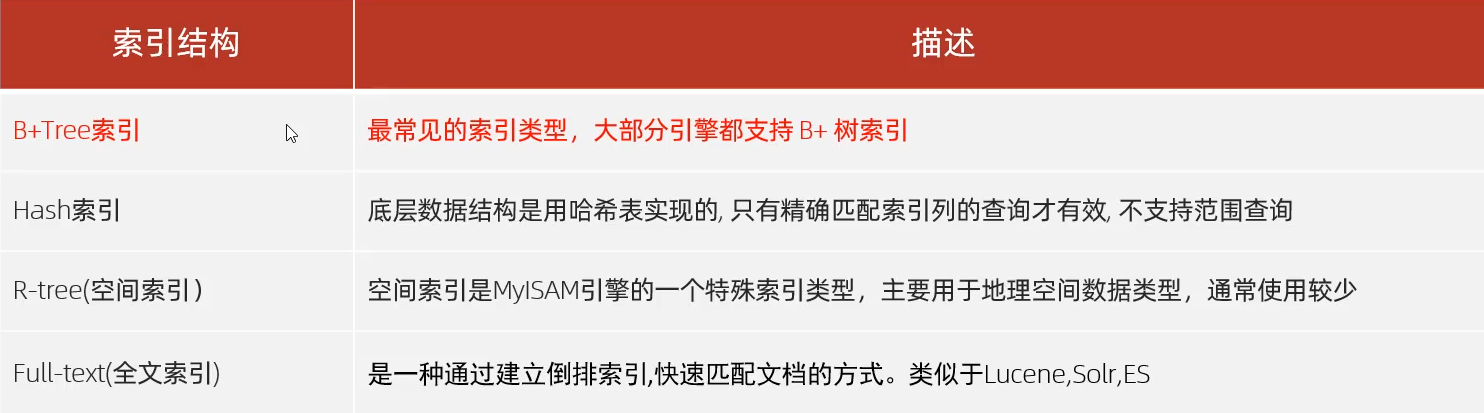 索引结构 描述
B+Tree索引 最常见的索引类型，大部分引擎都支持 B+ 树索引
Hash索引 底层数据结构是用哈希表实现的, 只有精确匹配索引列的查询才有效, 不支持范围查询
R-tree(空间索引） 空间索引是MyISAM引擎的一个特殊索引类型，主要用于地理空间数据类型，通常使用较少
Full-text(全文索引) 是一种通过建立倒排索引,快速匹配文档的方式。类似于Lucene,Solr,ES